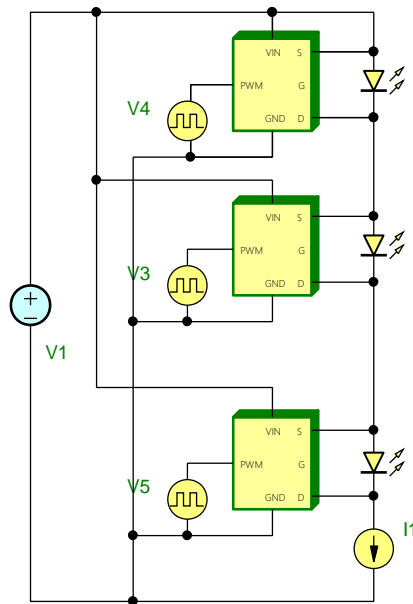 VIN S
PWM G
GND D
V4
VIN S
PWM G
GND D
V3
V1
VIN S
PWM G
GND D
V5
I1